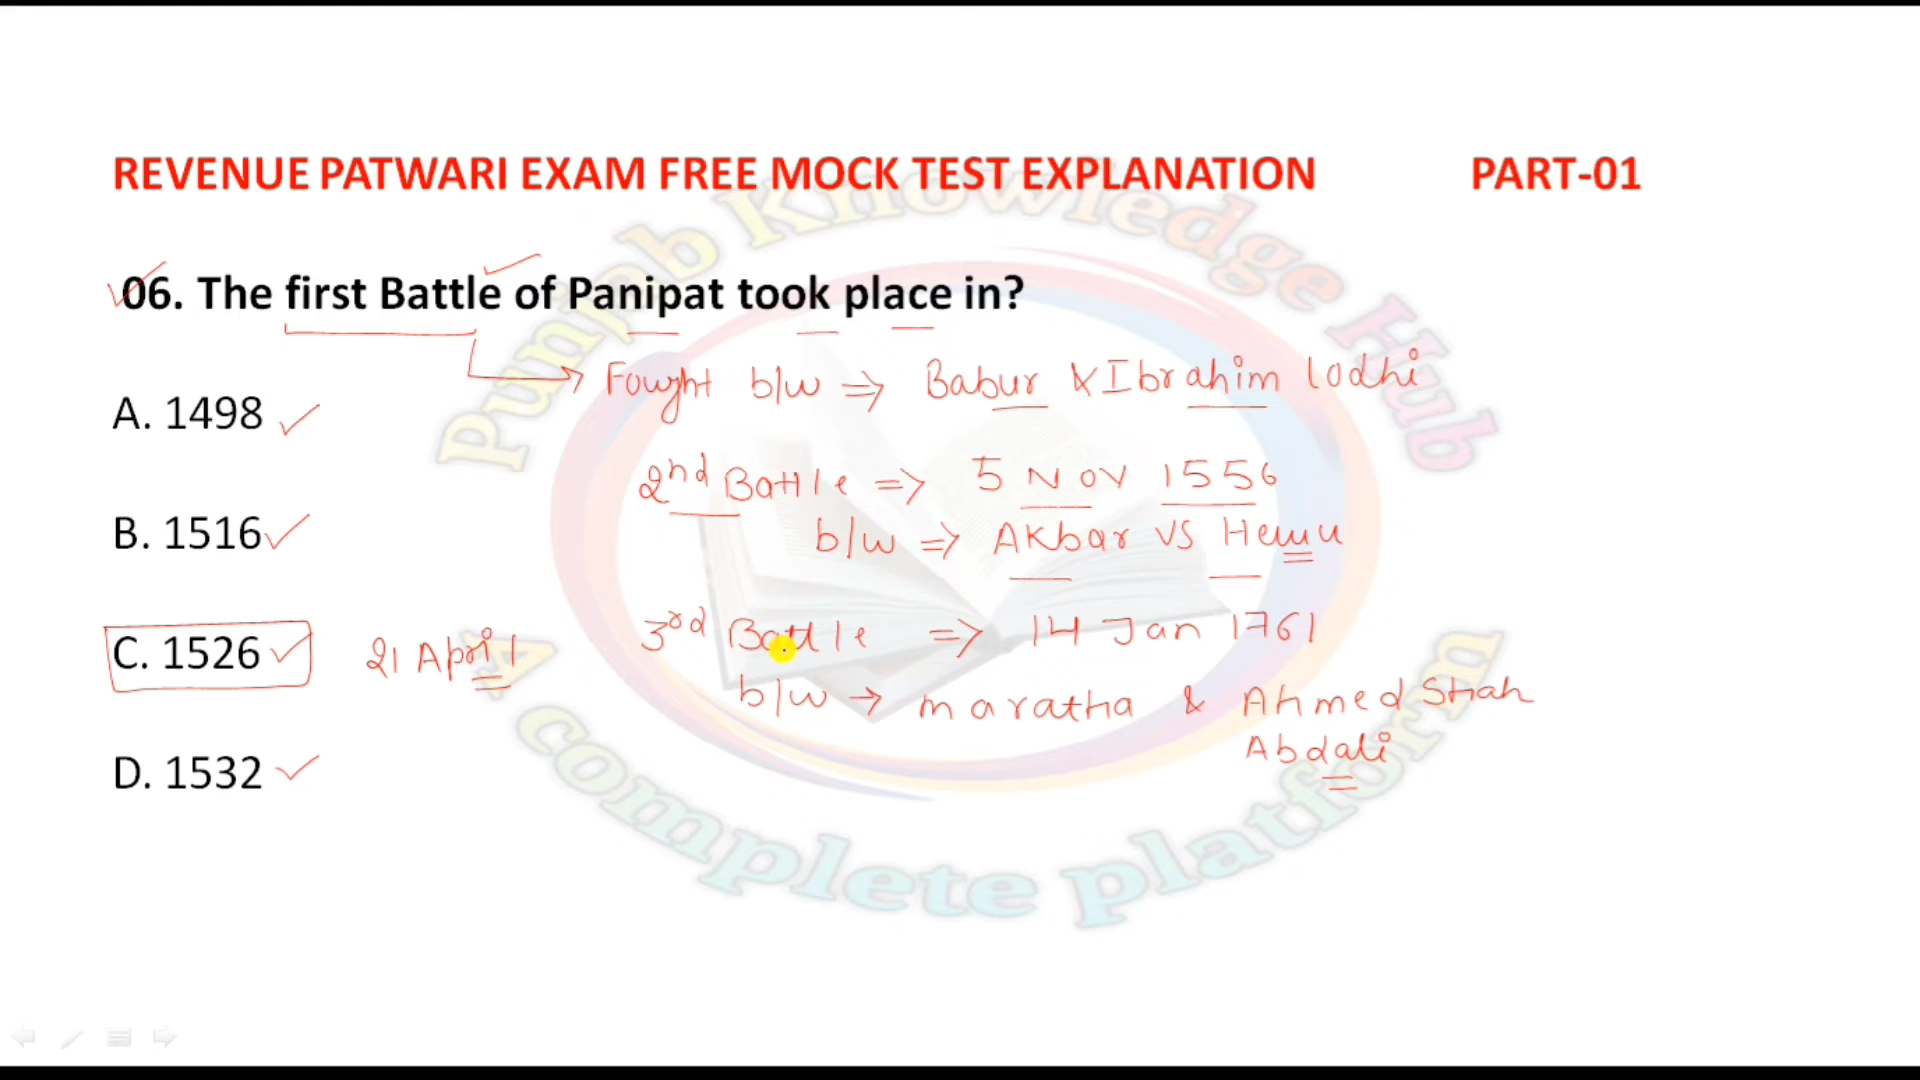 REVENUE PATWARI EXAM FREE MOCK TEST EXPLANATION PART-01
06. The first Battle of Panipat took place in?
Fought b/w => Babur & Ibrahim lodhi
A. 1498
2nd Battle => 5 Nov 1556
B. 1516
b/w => AKbar vs Hemu
C. 1526 21 April
3rd Battle => 14 Jan 1761
b/w → maratha & Ahmed Shah
Abdali
D. 1532
Punjab Knowledge Hub
A complete platform